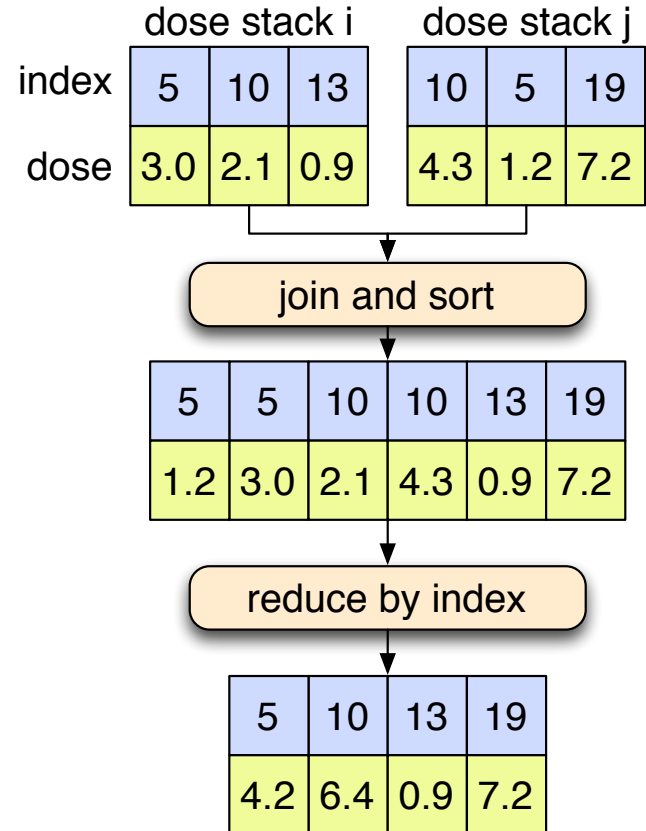 dose stack i dose stack j
index 5 10 13 10 5 19
dose 3.0 2.1 0.9 4.3 1.2 7.2
join and sort
5 5 10 10 13 19
1.2 3.0 2.1 4.3 0.9 7.2
reduce by index
5 10 13 19
4.2 6.4 0.9 7.2